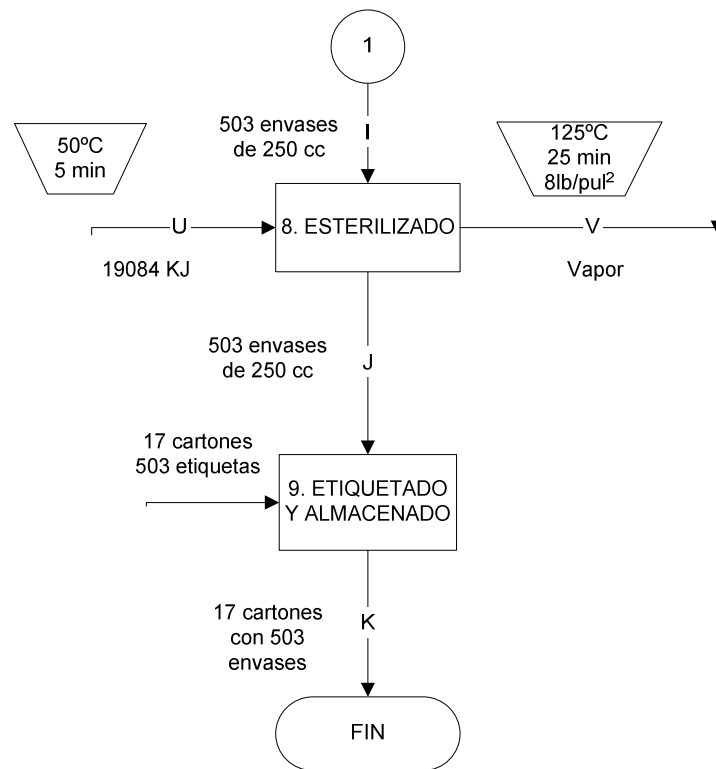 1
503 envases
de 250 cc
I
50ºC
5 min
125ºC
25 min
8lb/pul²
U
8. ESTERILIZADO
V
19084 KJ
Vapor
503 envases
de 250 cc
J
17 cartones
503 etiquetas
9. ETIQUETADO
Y ALMACENADO
17 cartones
con 503
envases
K
FIN